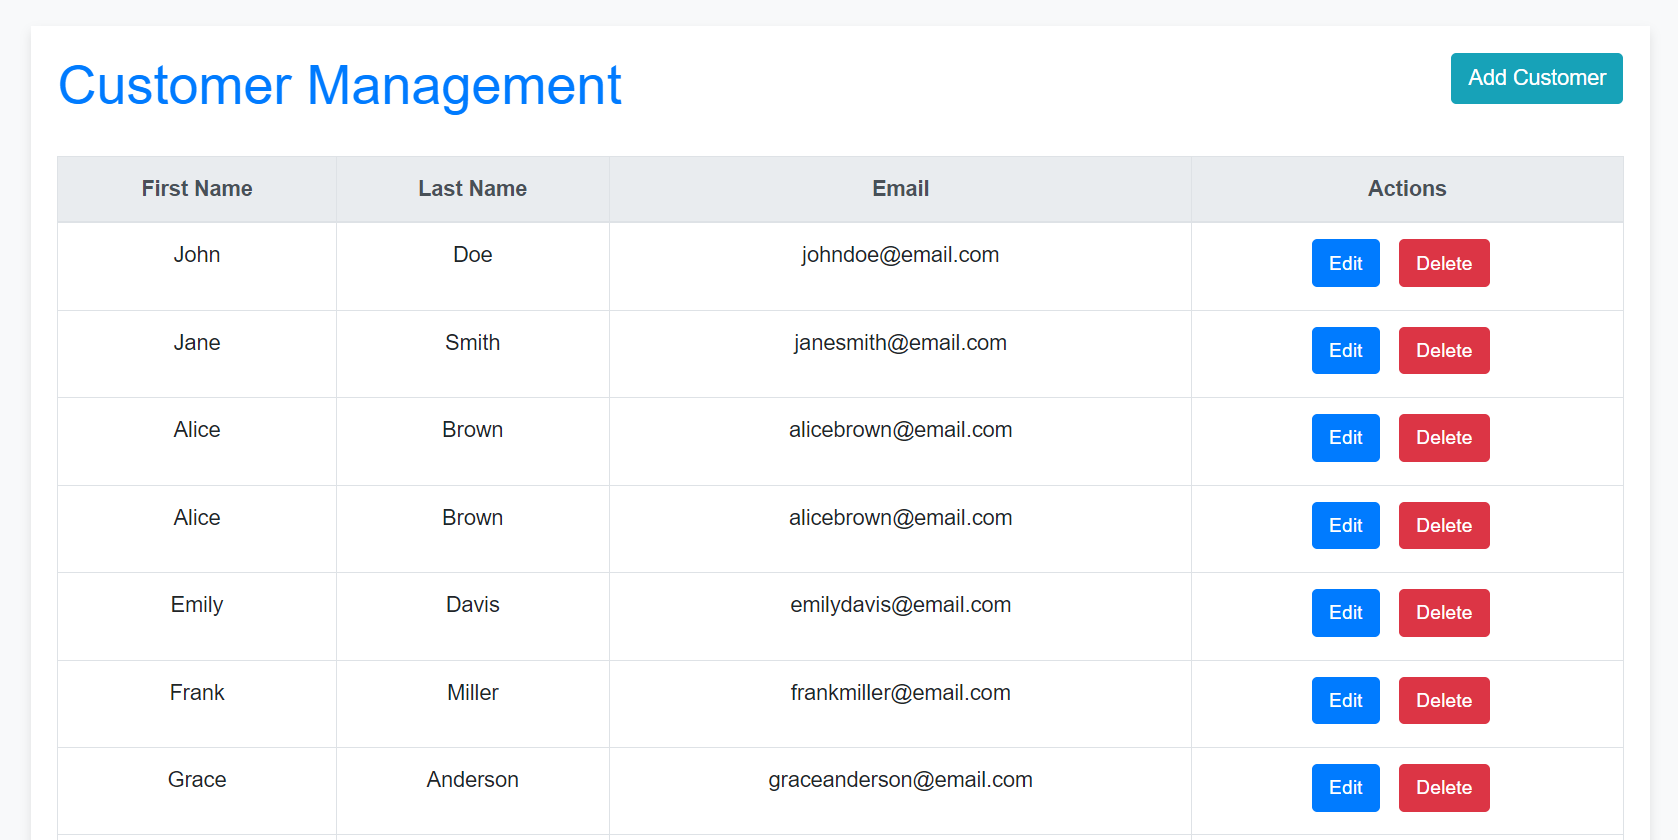 Customer Management
Add Customer
First Name Last Name Email Actions
John Doe johndoe@email.com Edit Delete
Jane Smith janesmith@email.com Edit Delete
Alice Brown alicebrown@email.com Edit Delete
Alice Brown alicebrown@email.com Edit Delete
Emily Davis emilydavis@email.com Edit Delete
Frank Miller frankmiller@email.com Edit Delete
Grace Anderson graceanderson@email.com Edit Delete